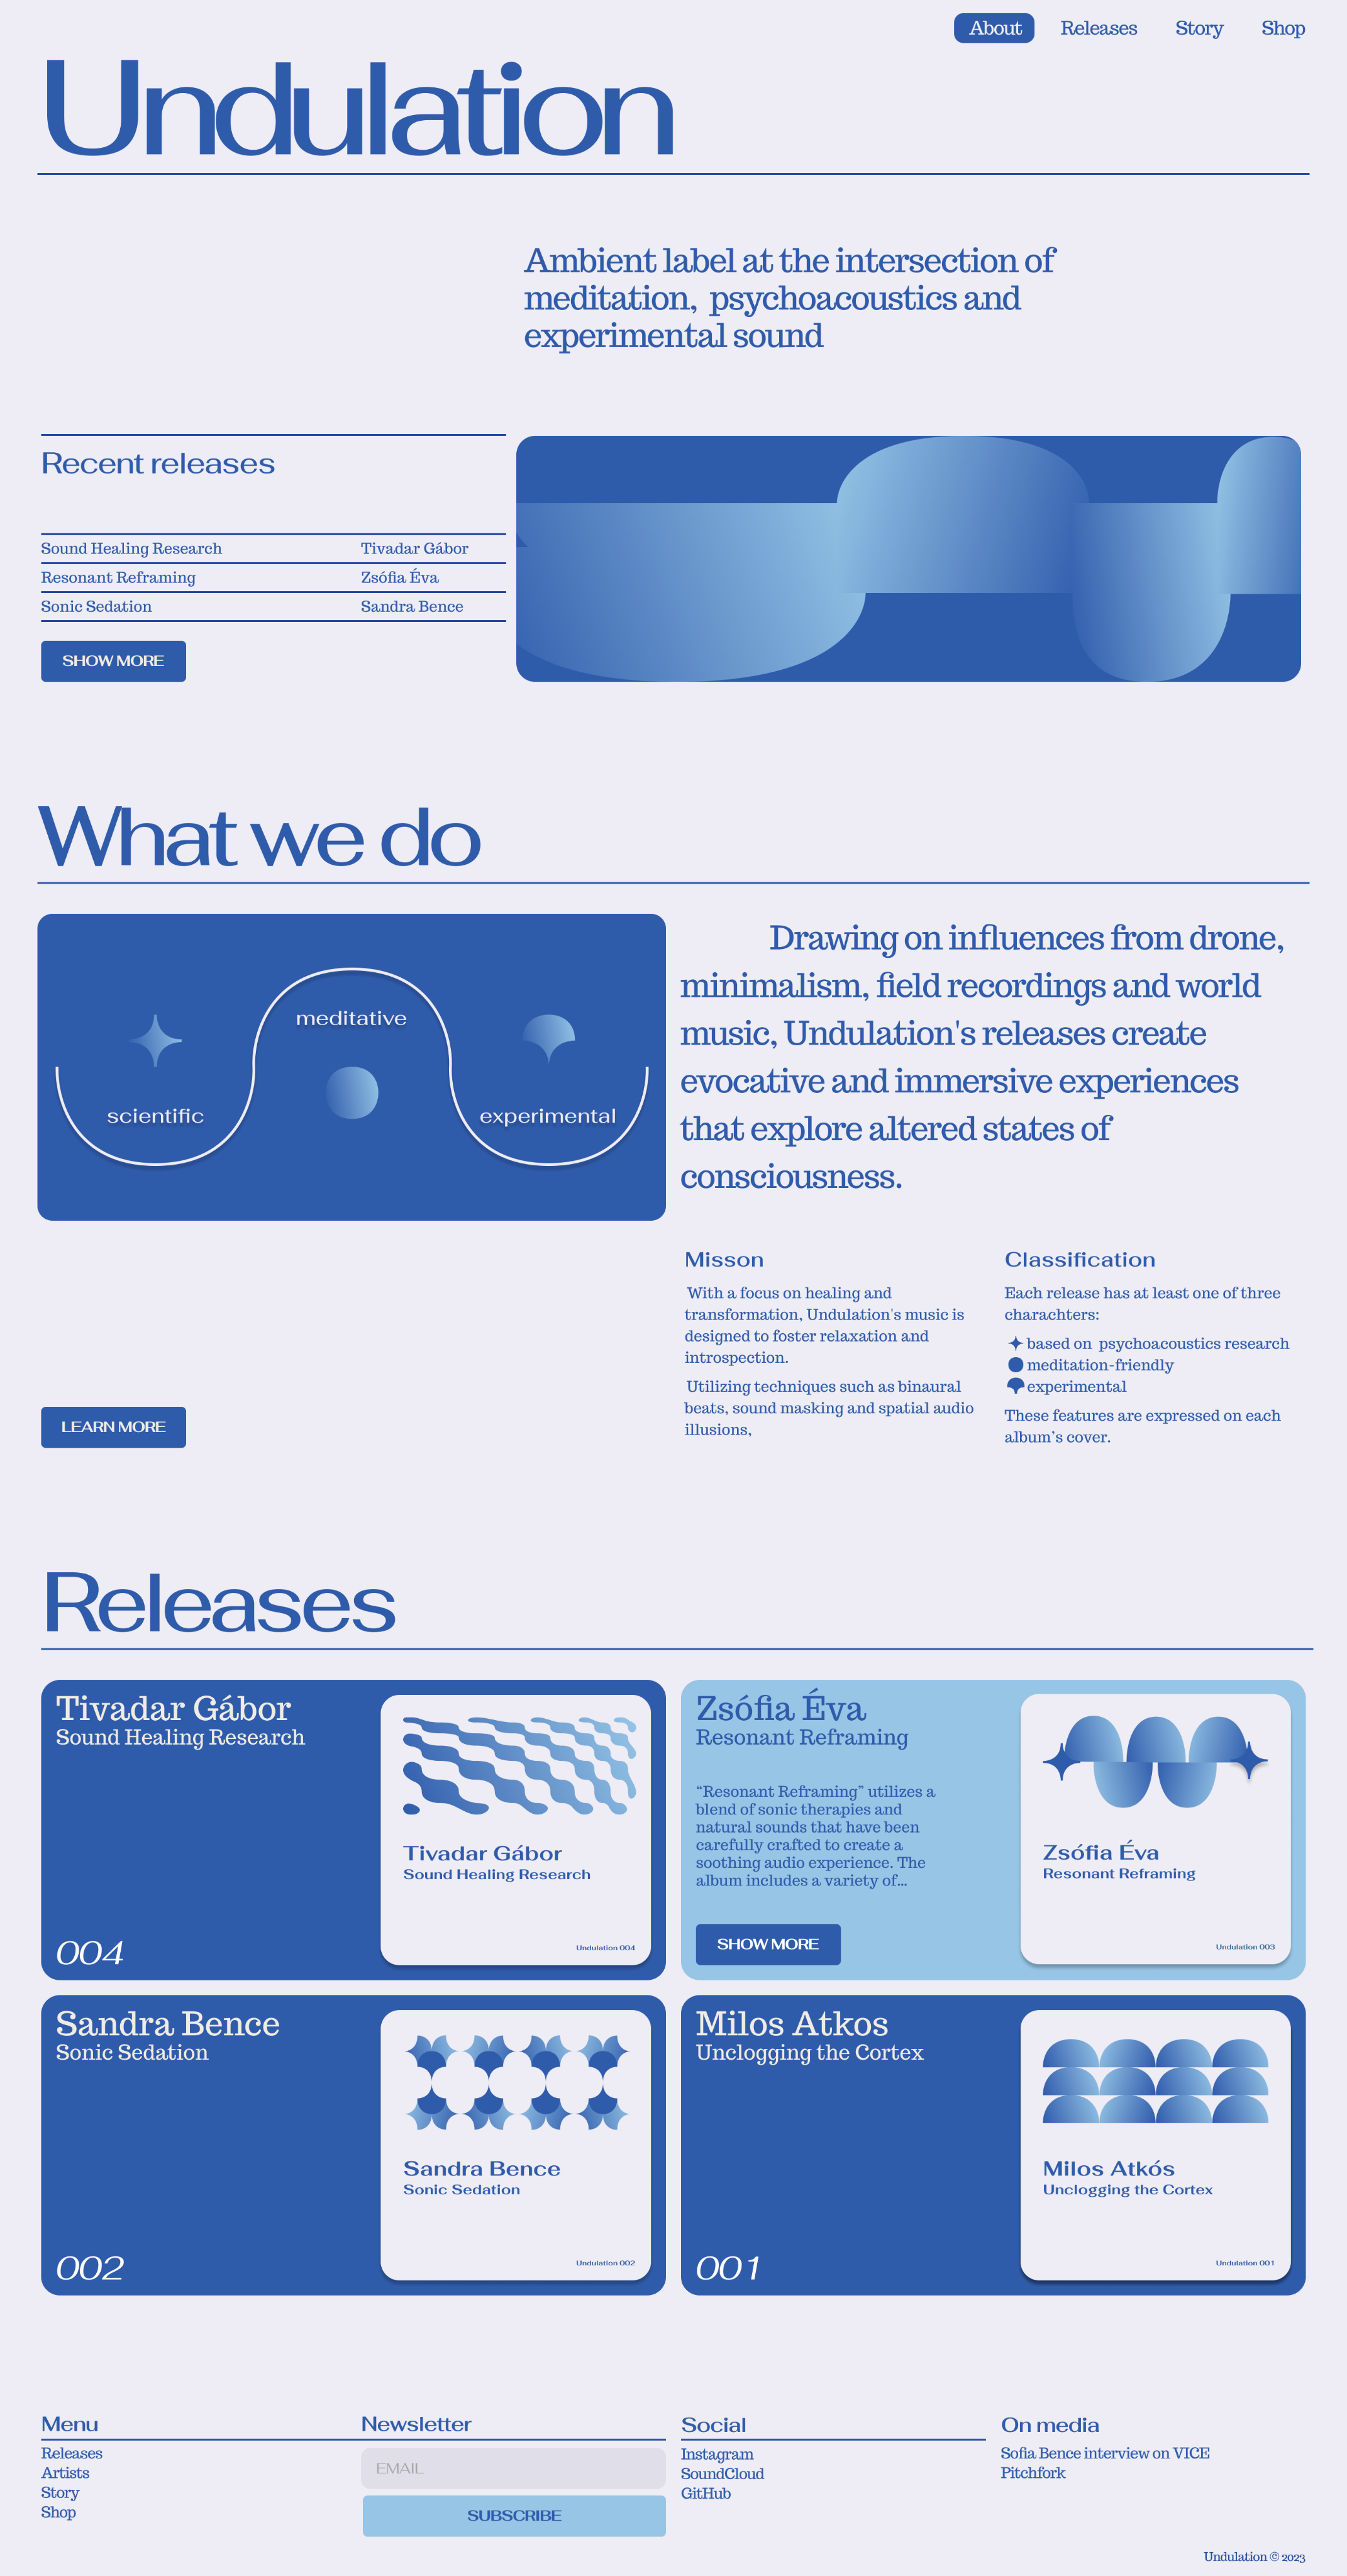 About Releases Story Shop
Undulation
Ambient label at the intersection of
meditation, psychoacoustics and
experimental sound
Recent releases
Sound Healing Research Tivadar Gábor
Resonant Reframing Zsófia Éva
Sonic Sedation Sandra Bence
SHOW MORE
What we do
meditative
scientific
experimental
Drawing on influences from drone,
minimalism, field recordings and world
music, Undulation's releases create
evocative and immersive experiences
that explore altered states of
consciousness.
Misson
With a focus on healing and
transformation, Undulation's music is
designed to foster relaxation and
introspection.
Utilizing techniques such as binaural
beats, sound masking and spatial audio
illusions,
Classification
Each release has at least one of three
charachters:
based on psychoacoustics research
meditation-friendly
experimental
These features are expressed on each
album's cover.
LEARN MORE
Releases
Tivadar Gábor
Sound Healing Research
004
Tivadar Gábor
Sound Healing Research
Undulation 004
Zsófia Éva
Resonant Reframing
“Resonant Reframing” utilizes a
blend of sonic therapies and
natural sounds that have been
carefully crafted to create a
soothing audio experience. The
album includes a variety of...
SHOW MORE
Zsófia Éva
Resonant Reframing
Undulation 003
Sandra Bence
Sonic Sedation
002
Sandra Bence
Sonic Sedation
Undulation 002
Milos Atkos
Unclogging the Cortex
001
Milos Atkós
Unclogging the Cortex
Undulation 001
Menu
Releases
Artists
Story
Shop
Newsletter
EMAIL
SUBSCRIBE
Social
Instagram
SoundCloud
GitHub
On media
Sofia Bence interview on VICE
Pitchfork
Undulation © 2023